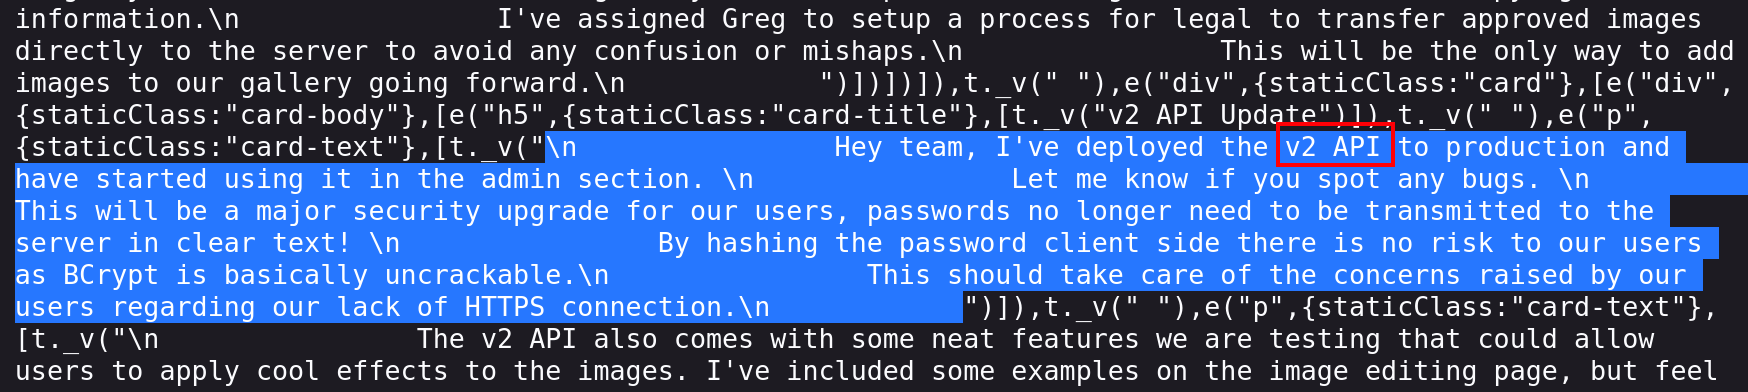 information.\n                I've assigned Greg to setup a process for legal to transfer approved images
directly to the server to avoid any confusion or mishaps.\n                This will be the only way to add
images to our gallery going forward.\n            ")])])]),t._v(" "),e("div",{staticClass:"card"},[e("div",
{staticClass:"card-body"},[e("h5",{staticClass:"card-title"},[t._v("v2 API Update")]),t._v(" "),e("p",
{staticClass:"card-text"},[t._v("\n                Hey team, I've deployed the v2 API to production and
have started using it in the admin section. \n                Let me know if you spot any bugs. \n
This will be a major security upgrade for our users, passwords no longer need to be transmitted to the
server in clear text! \n                By hashing the password client side there is no risk to our users
as BCrypt is basically uncrackable.\n                This should take care of the concerns raised by our
users regarding our lack of HTTPS connection.\n            ")]),t._v(" "),e("p",{staticClass:"card-text"},
[t._v("\n                The v2 API also comes with some neat features we are testing that could allow
users to apply cool effects to the images. I've included some examples on the image editing page, but feel